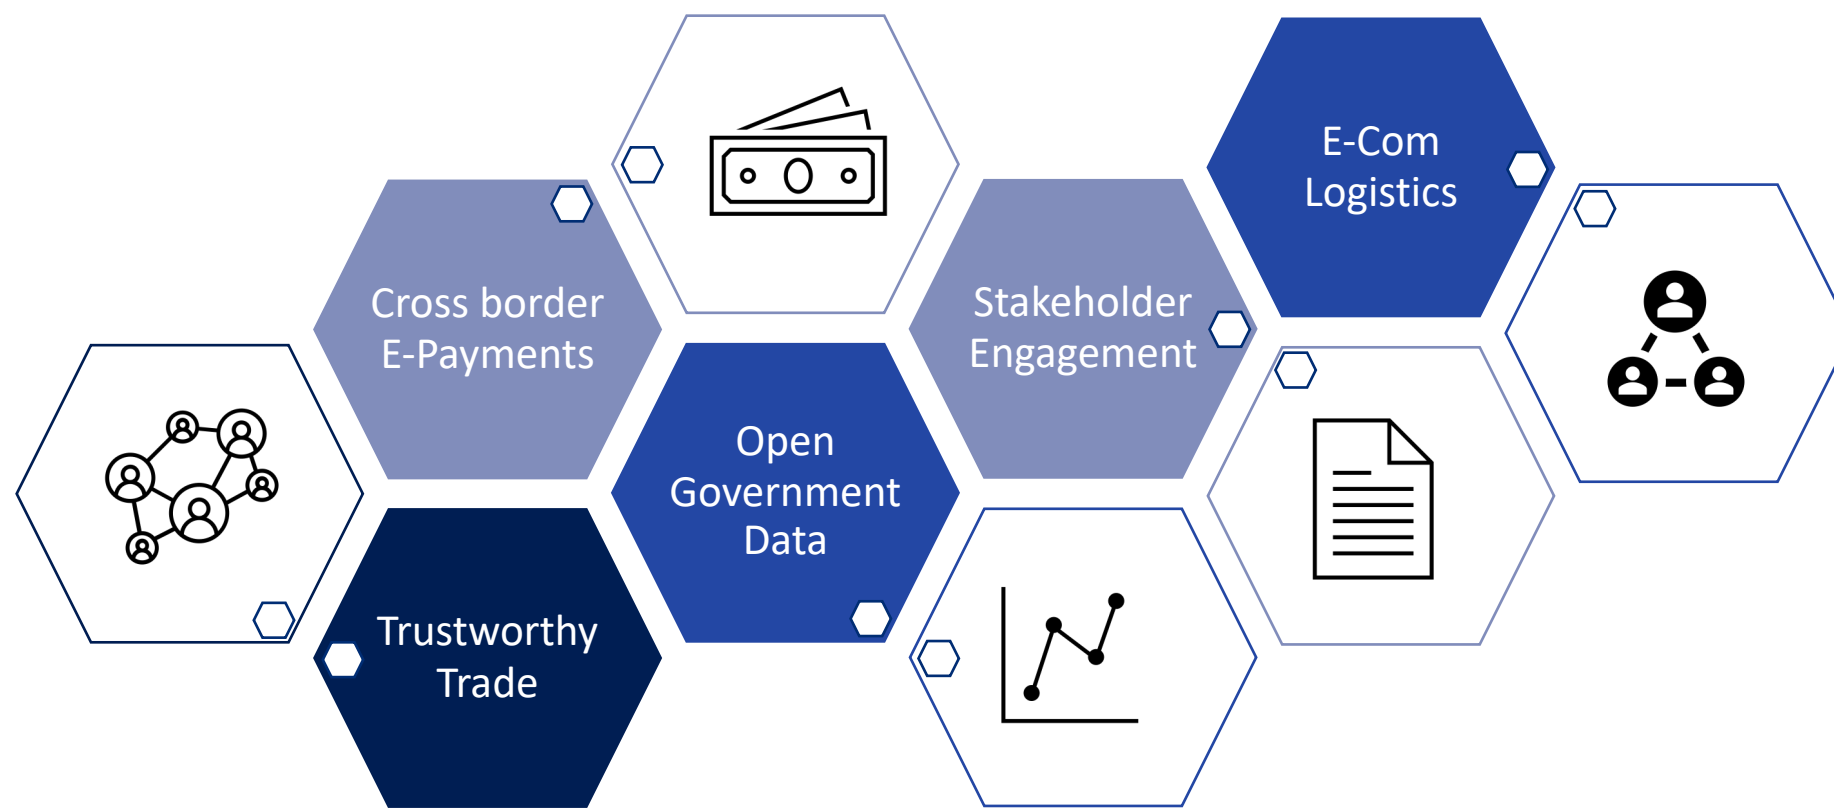 Cross border
E-Payments
Trustworthy
Trade
Open
Government
Data
Stakeholder
Engagement
E-Com
Logistics